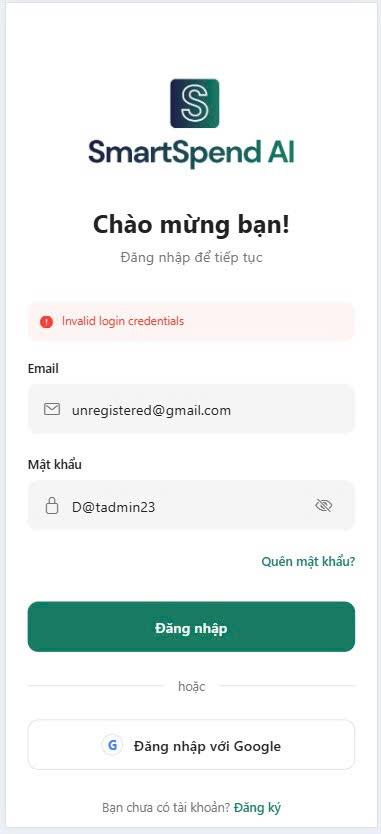 S
SmartSpend AI
Chào mừng bạn!
Đăng nhập để tiếp tục
Invalid login credentials
Email
unregistered@gmail.com
Mật khẩu
D@tadmin23
Quên mật khẩu?
Đăng nhập
hoặc
G Đăng nhập với Google
Bạn chưa có tài khoản? Đăng ký